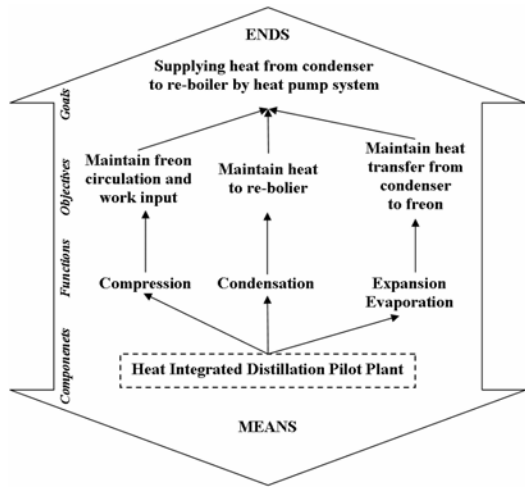 ENDS
Supplying heat from condenser
to re-boiler by heat pump system
Goals
Maintain freon
circulation and
work input
Maintain heat
to re-bolier
Maintain heat
transfer from
condenser
to freon
Objectives
Compression
Condensation
Expansion
Evaporation
Functions
Heat Integrated Distillation Pilot Plant
Componenets
MEANS